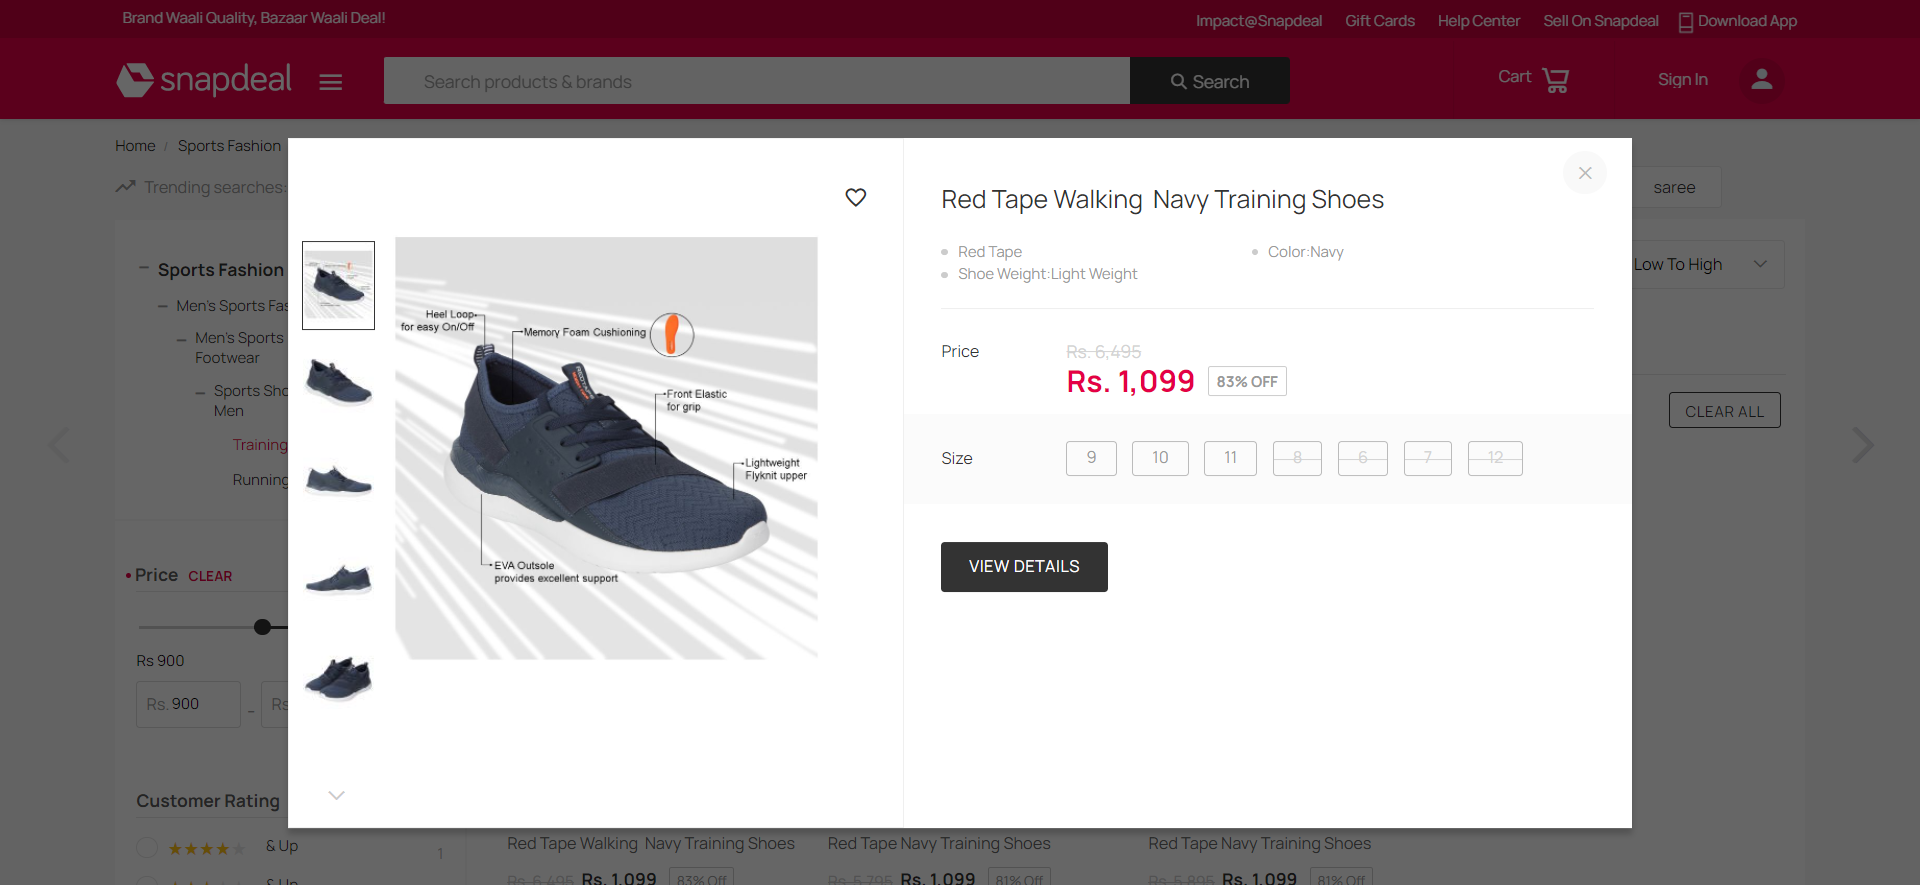 Brand Waali Quality, Bazaar Waali Deal!
Impact@Snapdeal
Gift Cards
Help Center
Sell On Snapdeal
Download App
snapdeal
Search products & brands
Search
Cart
Sign In
Home / Sports Fashion
Trending searches:
saree
Sports Fashion
Men's Sports Fas
Men's Sports
Footwear
Sports Sho
Men
Training
Running
Low To High
CLEAR ALL
• Price CLEAR
Rs 900
Rs. 900 - Rs
Customer Rating
& Up
1
& Up
Heel Loop
for easy On/Off
Memory Foam Cushioning
Front Elastic
for grip
Lightweight
Flyknit upper
EVA Outsole
provides excellent support
Red Tape Walking Navy Training Shoes
Red Tape
Color:Navy
Shoe Weight:Light Weight
Price
Rs. 6,495
Rs. 1,099
83% OFF
Size
9
10
11
8
6
7
12
VIEW DETAILS
Red Tape Walking Navy Training Shoes
Rs. 6,495 Rs. 1,099 83% Off
Red Tape Navy Training Shoes
Rs. 5,795 Rs. 1,099 81% Off
Red Tape Navy Training Shoes
Rs. 5,895 Rs. 1,099 81% Off